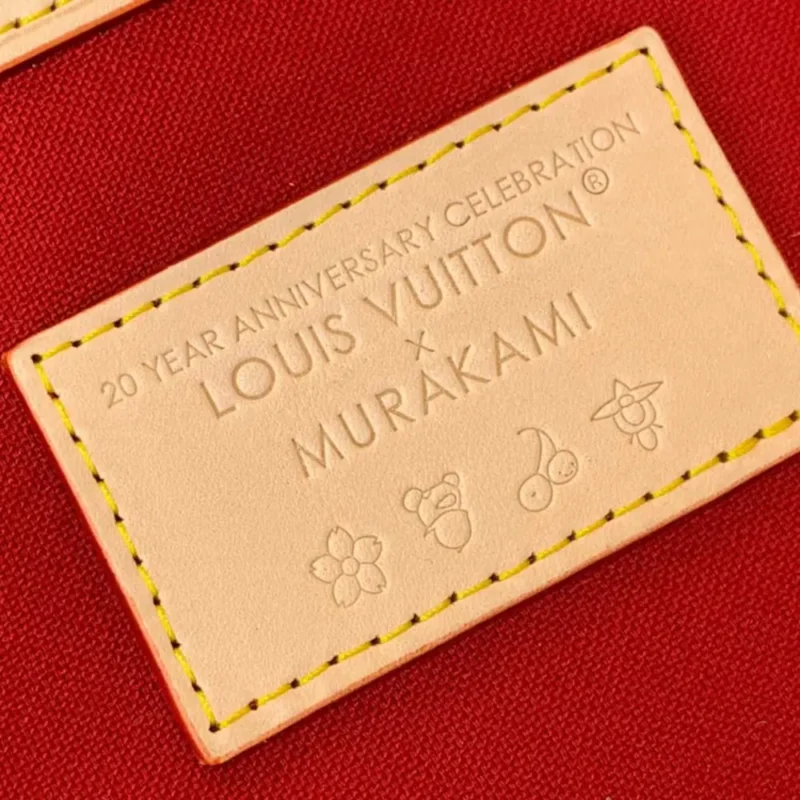 20 YEAR ANNIVERSARY CELEBRATION
LOUIS VUITTON®
x
MURAKAMI